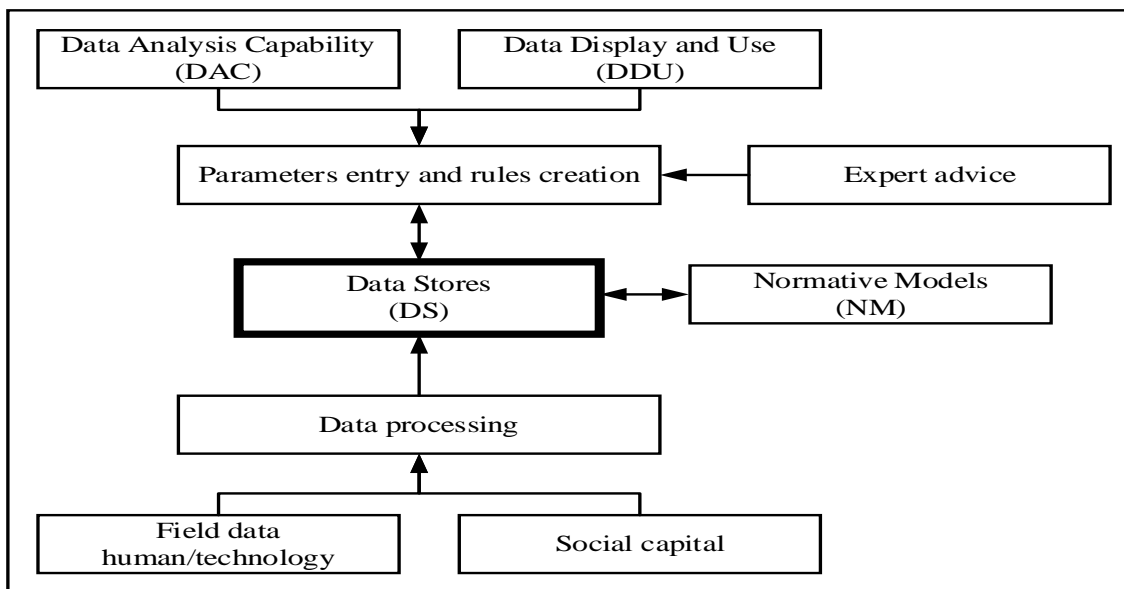 Data Analysis Capability
(DAC)
Data Display and Use
(DDU)
Parameters entry and rules creation
Expert advice
Data Stores
(DS)
Normative Models
(NM)
Data processing
Field data
human/technology
Social capital